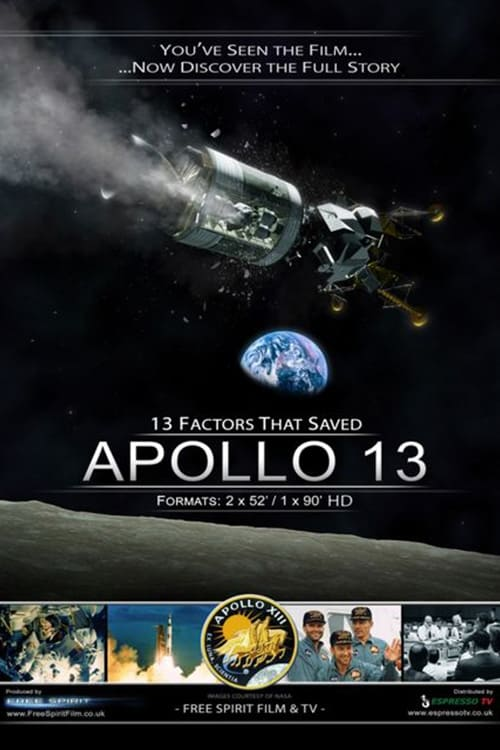 You've Seen the Film...
...Now Discover the Full Story
13 Factors That Saved
APOLLO 13
Formats: 2 x 52' / 1 x 90' HD
APOLLO XIII
EX LUNA, SCIENTIA
Produced by
FREE SPIRIT
www.FreeSpiritFilm.co.uk
IMAGES COURTESY OF NASA
- FREE SPIRIT FILM & TV -
Distributed by
ESPRESSO TV
www.espressotv.co.uk